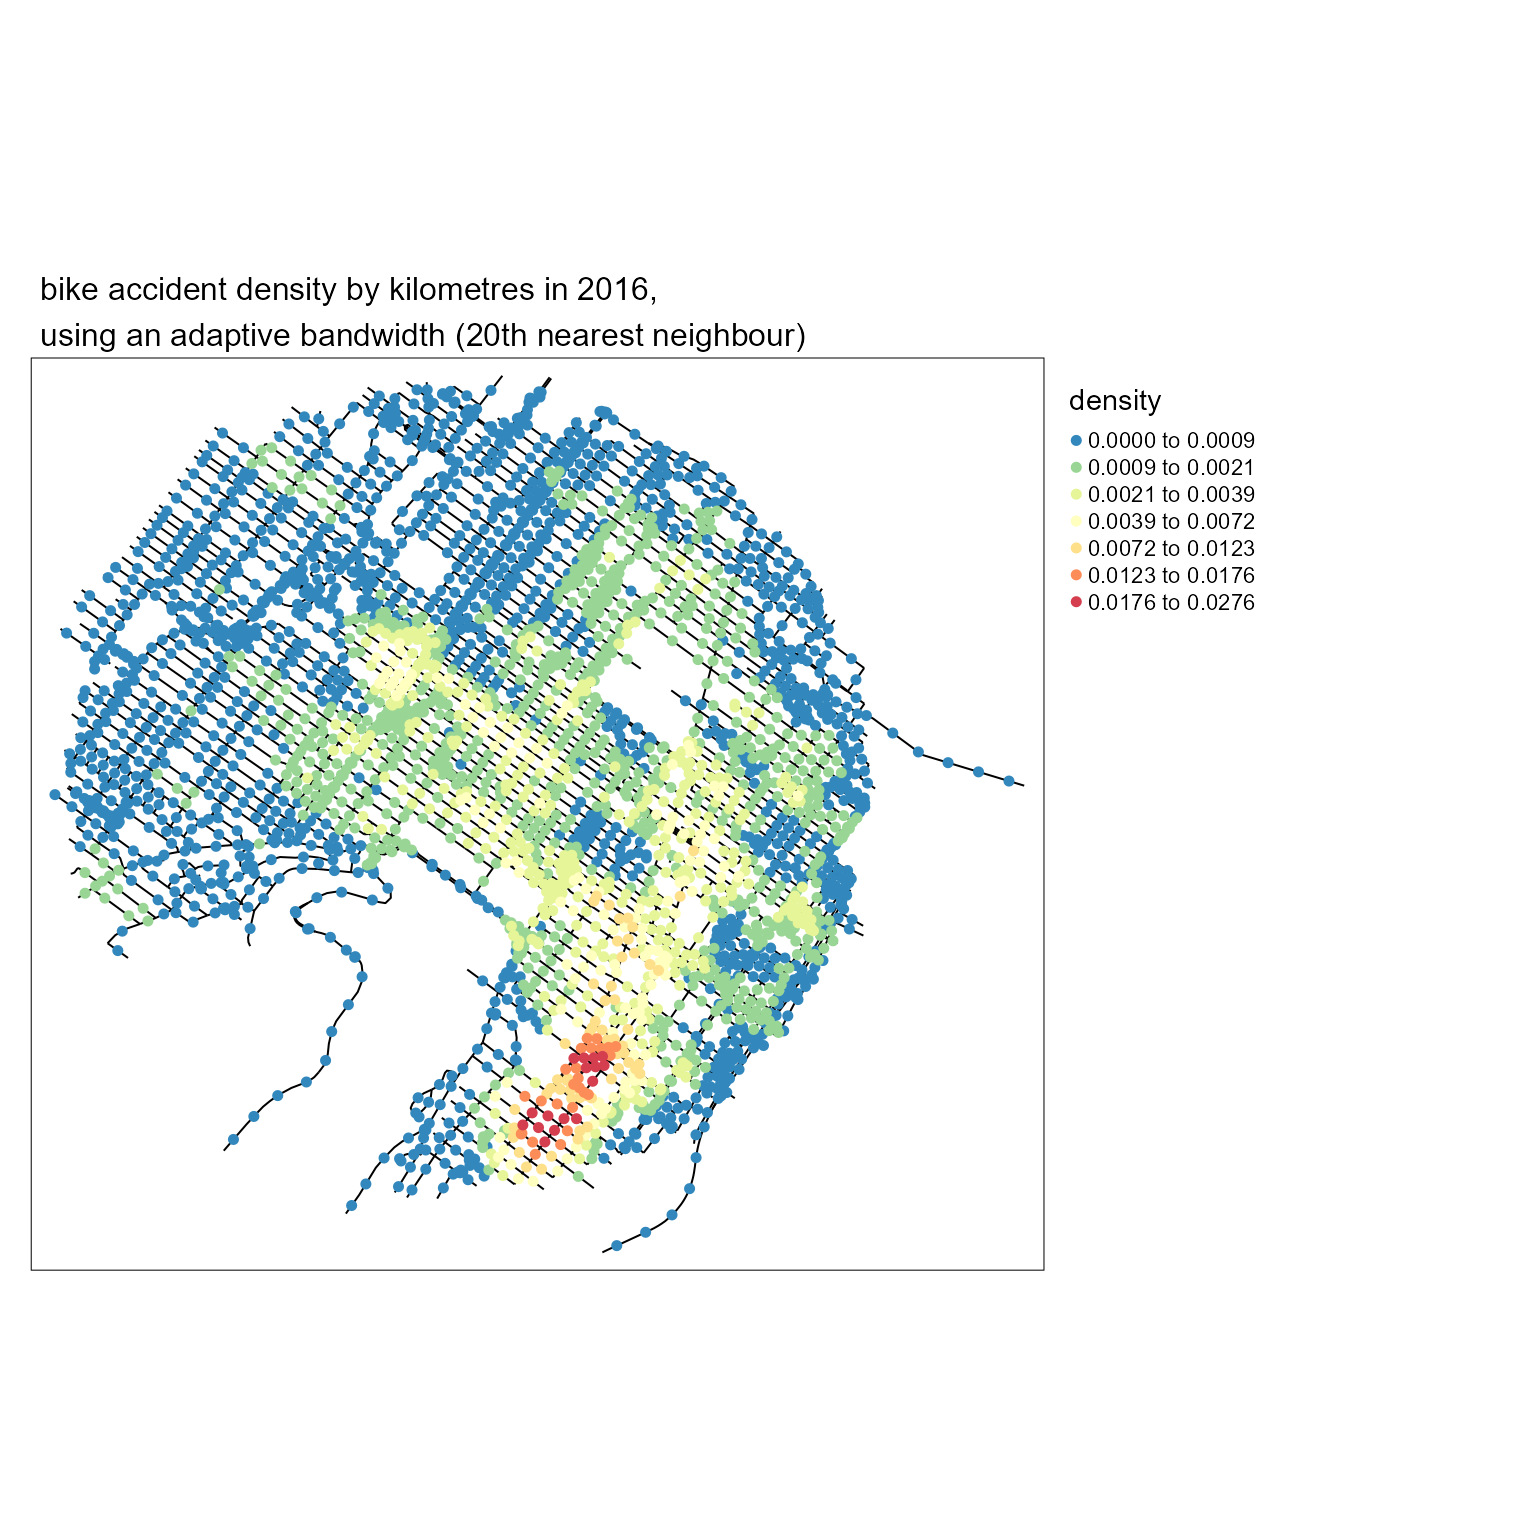 bike accident density by kilometres in 2016,
using an adaptive bandwidth (20th nearest neighbour)
density
0.0000 to 0.0009
0.0009 to 0.0021
0.0021 to 0.0039
0.0039 to 0.0072
0.0072 to 0.0123
0.0123 to 0.0176
0.0176 to 0.0276